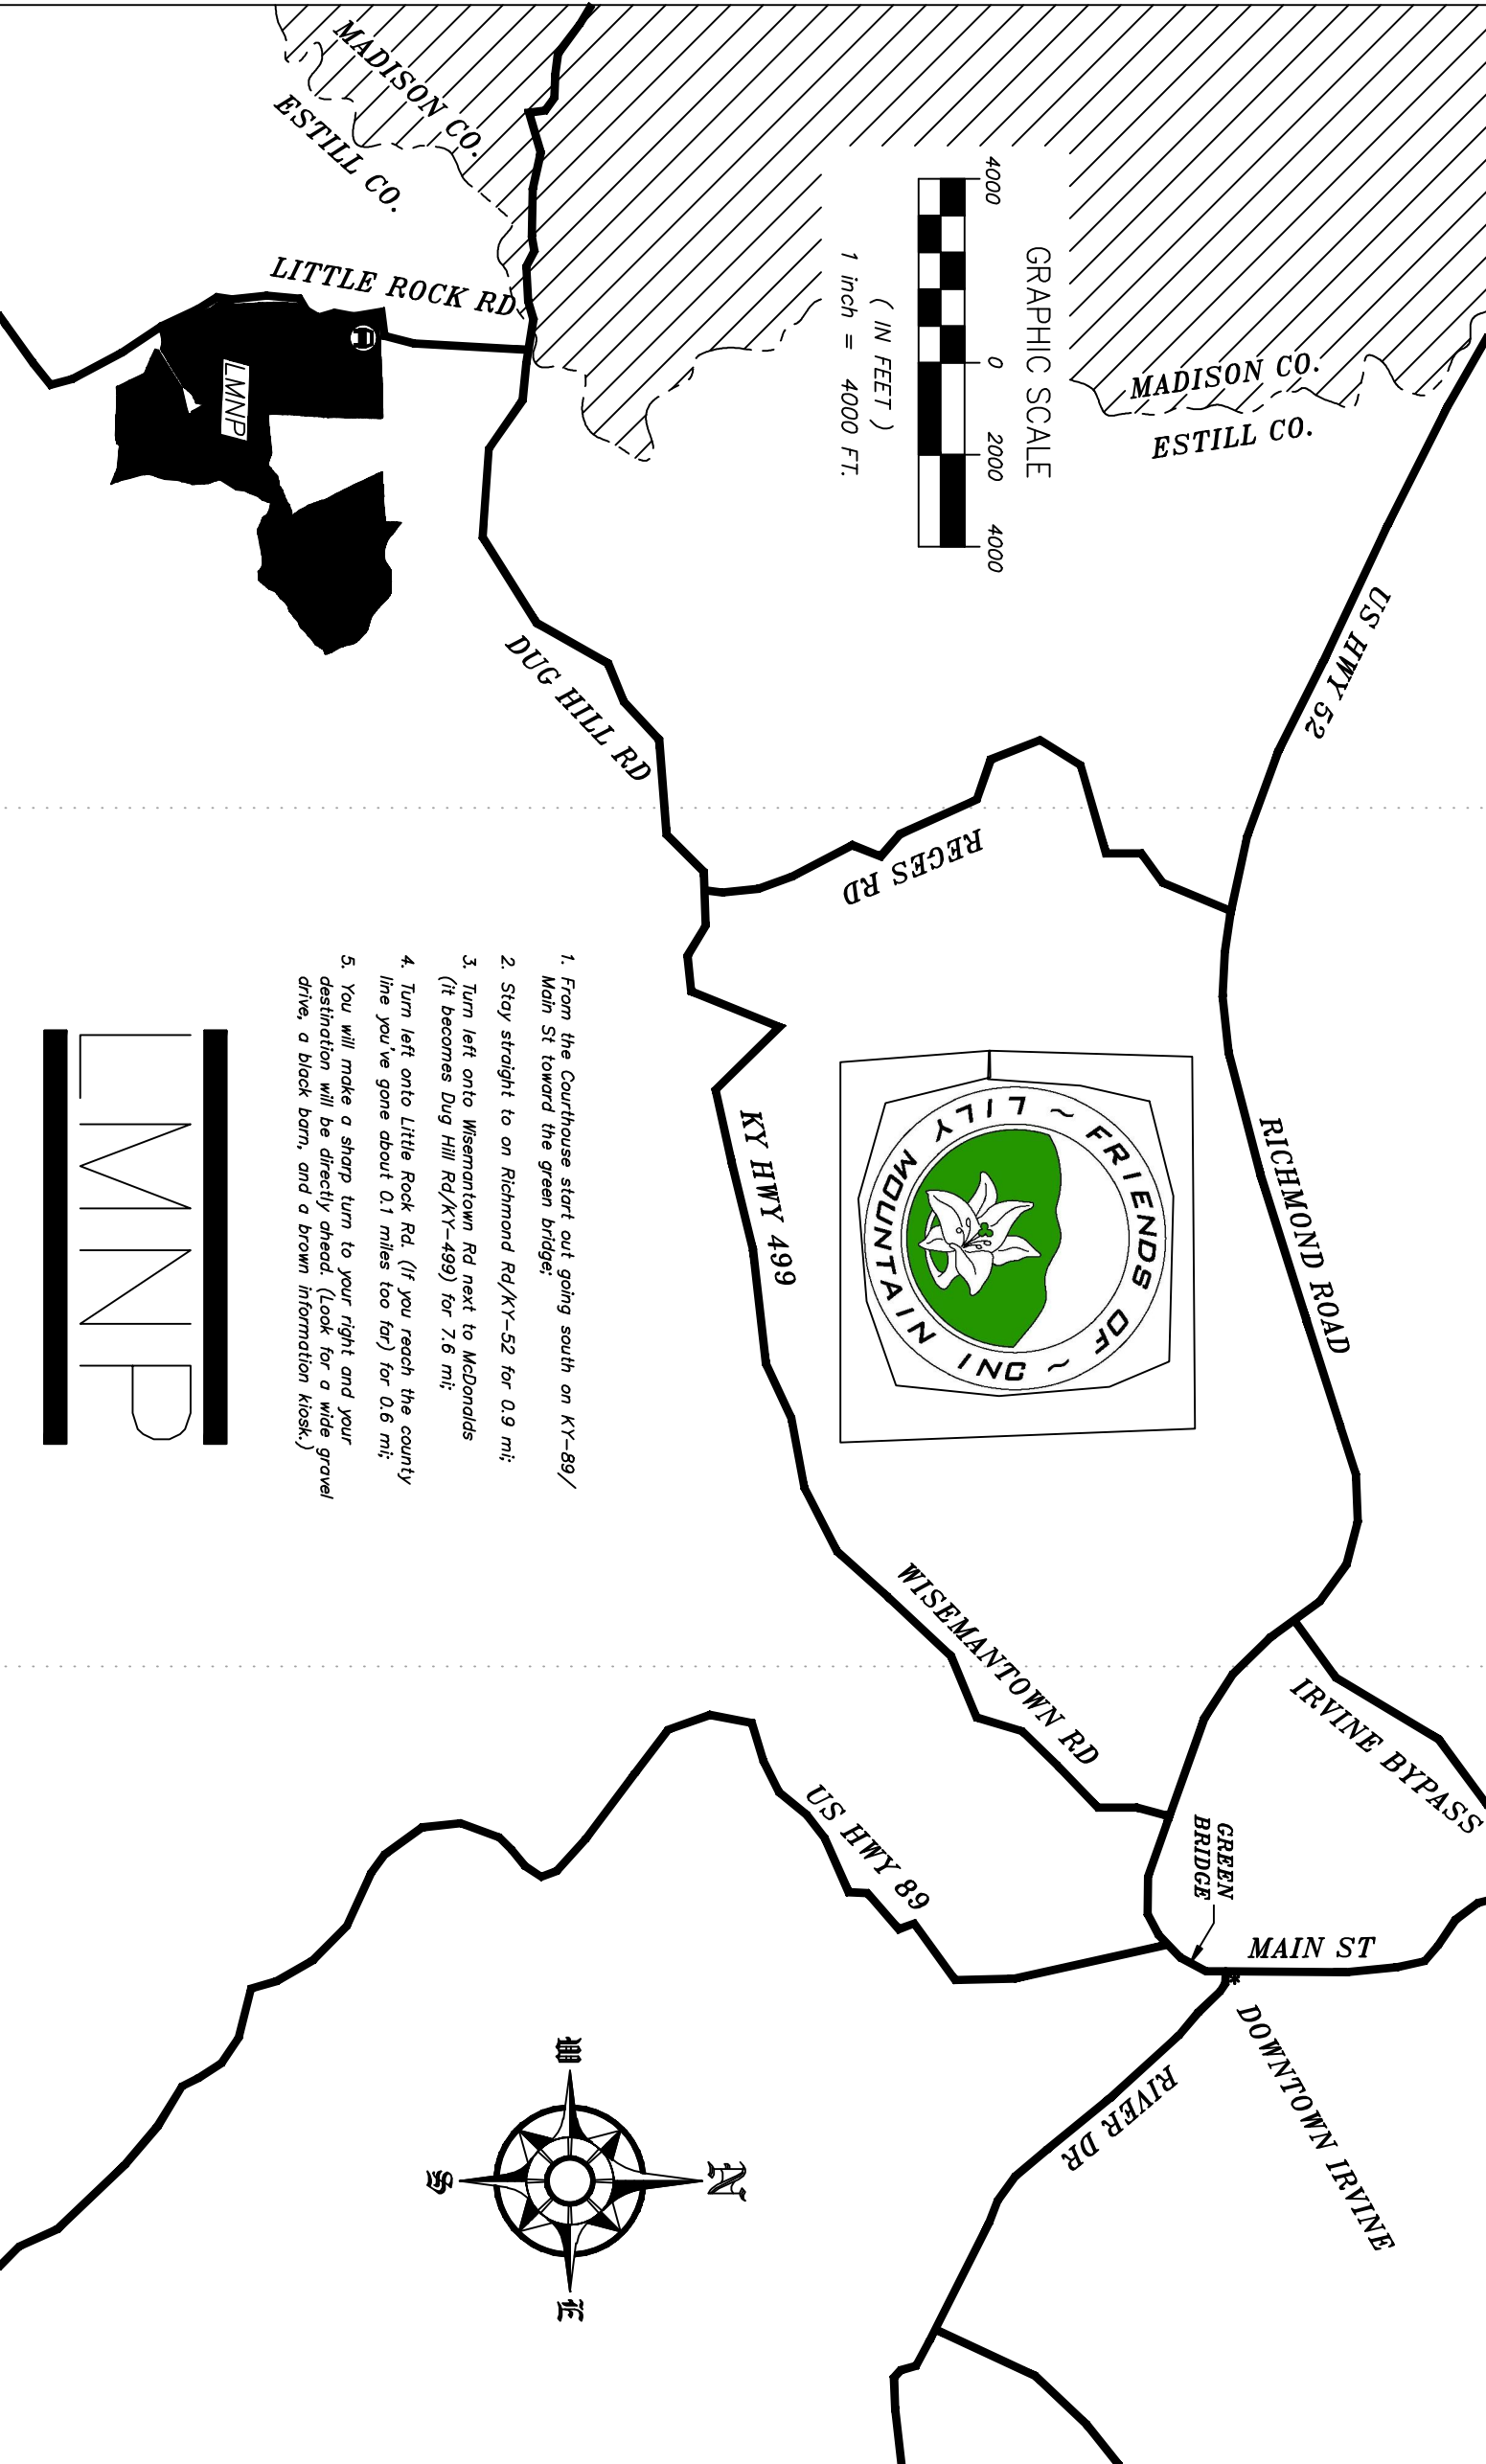 MADISON CO.
ESTILL CO.
LITTLE ROCK RD
LMNP
GRAPHIC SCALE
4000
0
2000
4000
( IN FEET )
1 inch = 4000 FT.
MADISON CO.
ESTILL CO.
US HWY 52
DUG HILL RD
REGES RD
~ FRIENDS OF ~
LILY MOUNTAIN INC
KY HWY 499
RICHMOND ROAD
1. From the Courthouse start out going south on KY-89/
Main St toward the green bridge;
2. Stay straight to on Richmond Rd/KY-52 for 0.9 mi;
3. Turn left onto Wisemantown Rd next to McDonalds
(it becomes Dug Hill Rd/KY-499) for 7.6 mi;
4. Turn left onto Little Rock Rd. (If you reach the county
line you've gone about 0.1 miles too far) for 0.6 mi;
5. You will make a sharp turn to your right and your
destination will be directly ahead. (Look for a wide gravel
drive, a black barn, and a brown information kiosk.)
LMNP
WISEMANTOWN RD
IRVINE BYPASS
US HWY 89
GREEN
BRIDGE
MAIN ST
DOWNTOWN IRVINE
RIVER DR
N
W
E
S